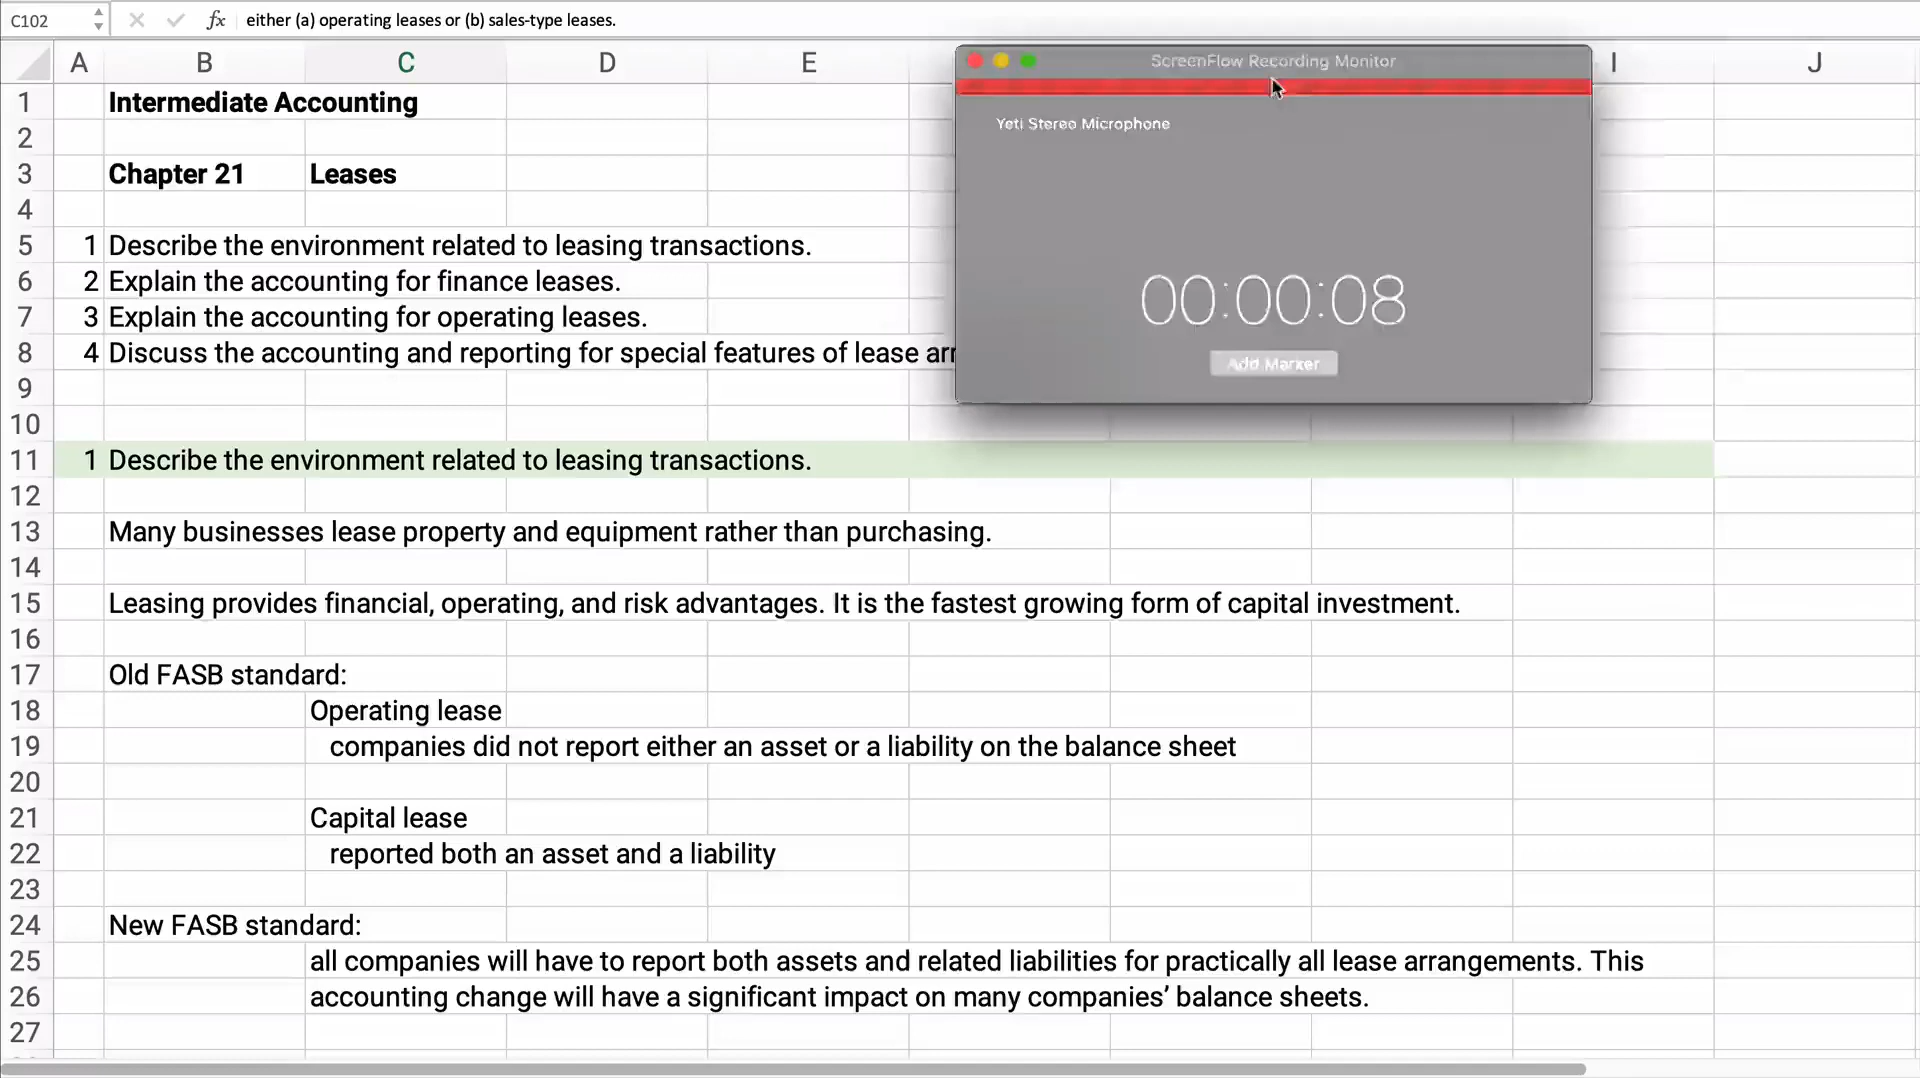 C102 fx either (a) operating leases or (b) sales-type leases.
A B C D E I J
ScreenFlow Recording Monitor
Yeti Stereo Microphone
00:00:08
Add Marker
1 Intermediate Accounting
2
3 Chapter 21 Leases
4
5 1 Describe the environment related to leasing transactions.
6 2 Explain the accounting for finance leases.
7 3 Explain the accounting for operating leases.
8 4 Discuss the accounting and reporting for special features of lease arr
9
10
11 1 Describe the environment related to leasing transactions.
12
13 Many businesses lease property and equipment rather than purchasing.
14
15 Leasing provides financial, operating, and risk advantages. It is the fastest growing form of capital investment.
16
17 Old FASB standard:
18 Operating lease
19 companies did not report either an asset or a liability on the balance sheet
20
21 Capital lease
22 reported both an asset and a liability
23
24 New FASB standard:
25 all companies will have to report both assets and related liabilities for practically all lease arrangements. This
26 accounting change will have a significant impact on many companies’ balance sheets.
27